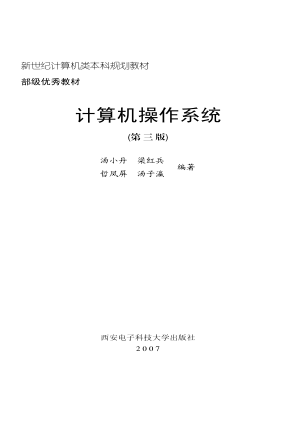 新世纪计算机类本科规划教材
部级优秀教材
计算机操作系统
(第三版)
汤小丹 梁红兵
哲凤屏 汤子瀛
编著
西安电子科技大学出版社
2007